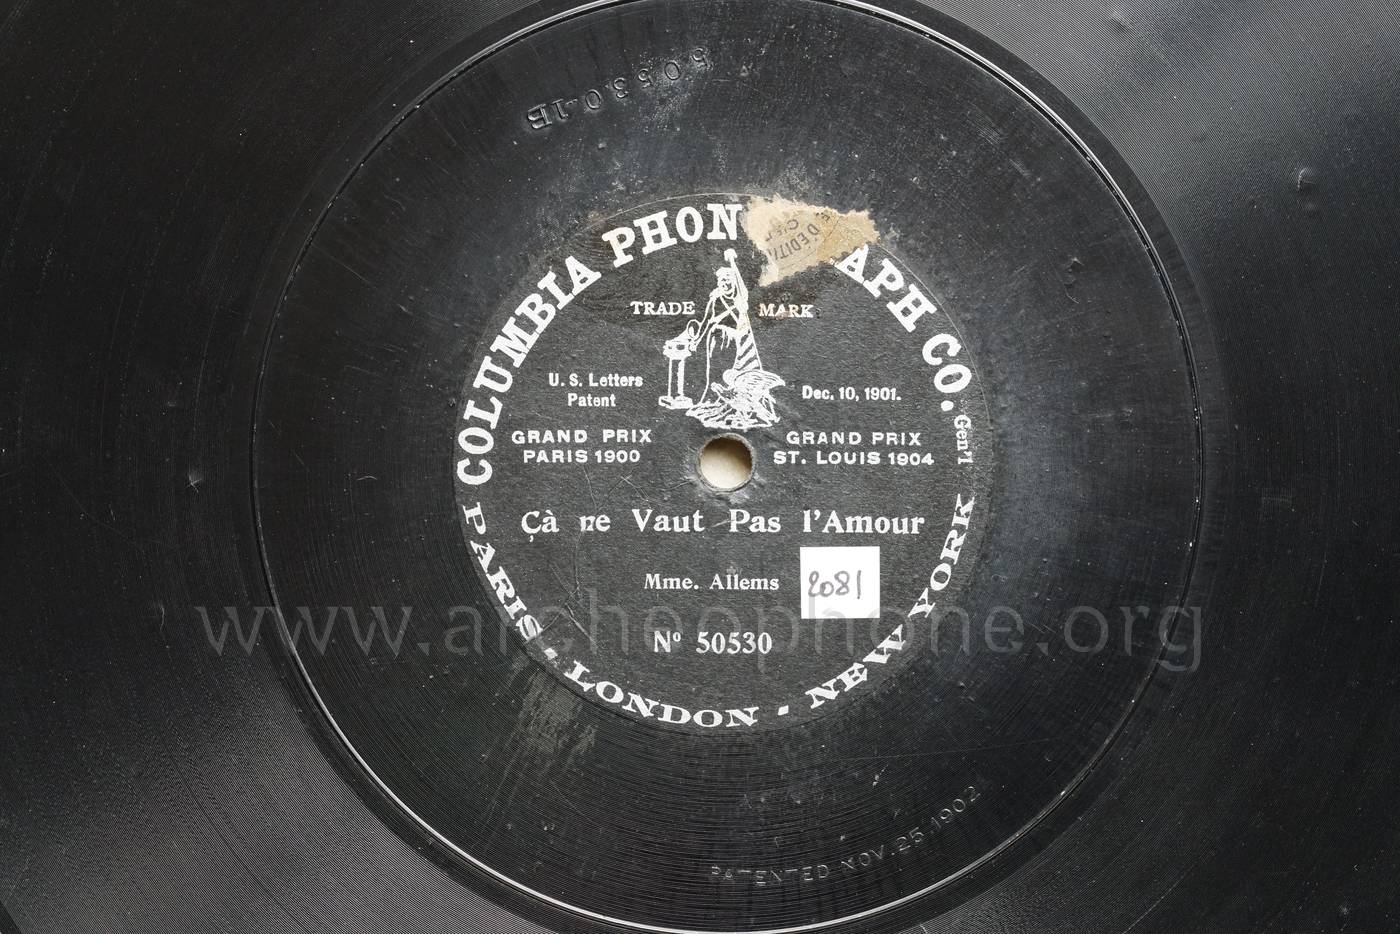 50530-1B
COLUMBIA PHON APH CO. Gen'l
D'ÉDITI
TRADE MARK
U. S. Letters
Patent
Dec. 10, 1901.
GRAND PRIX
PARIS 1900
GRAND PRIX
ST. LOUIS 1904
Çà ne Vaut Pas l'Amour
Mme. Allems
2081
Nº 50530
PARIS - LONDON - NEW YORK
www.archeophone.org
PATENTED NOV. 25, 1902